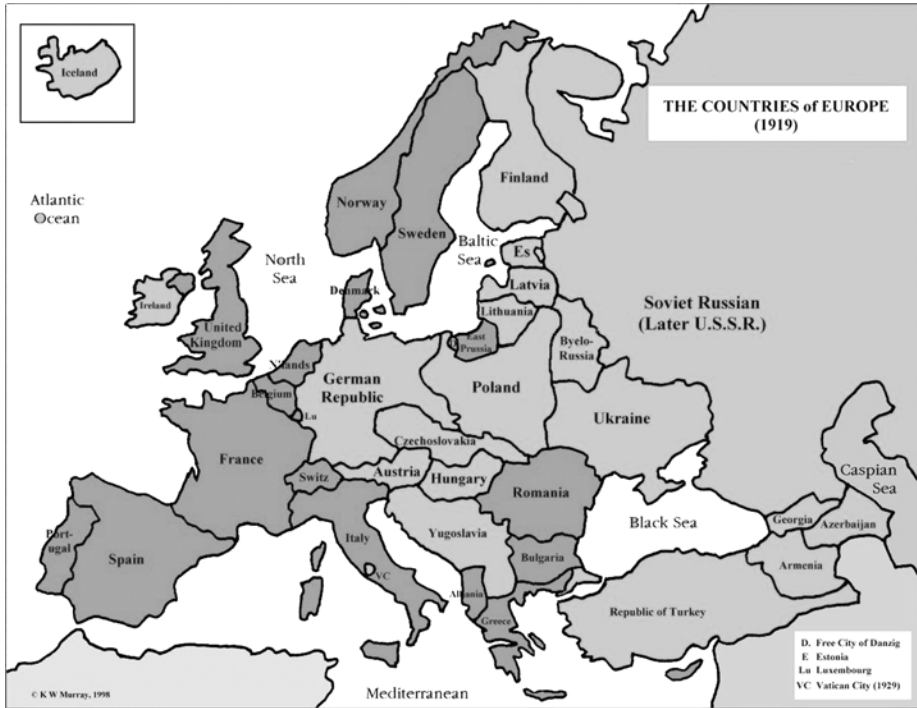 Iceland
THE COUNTRIES of EUROPE
(1919)
Atlantic
Ocean
Norway
Sweden
Finland
Baltic
Sea
North
Sea
Es
Latvia
Lithuania
Denmark
Ireland
United
Kingdom
East
Prussia
Byelo-
Russia
Soviet Russian
(Later U.S.S.R.)
N'lands
Belgium
Lu
German
Republic
Poland
Ukraine
Czechoslovakia
France
Switz
Austria
Hungary
Romania
Caspian
Sea
Black Sea
Georgia
Azerbaijan
Armenia
Port-
ugal
Spain
Italy
VC
Yugoslavia
Bulgaria
Albania
Greece
Republic of Turkey
D. Free City of Danzig
E Estonia
Lu Luxembourg
VC Vatican City (1929)
© K W Murray, 1998
Mediterranean